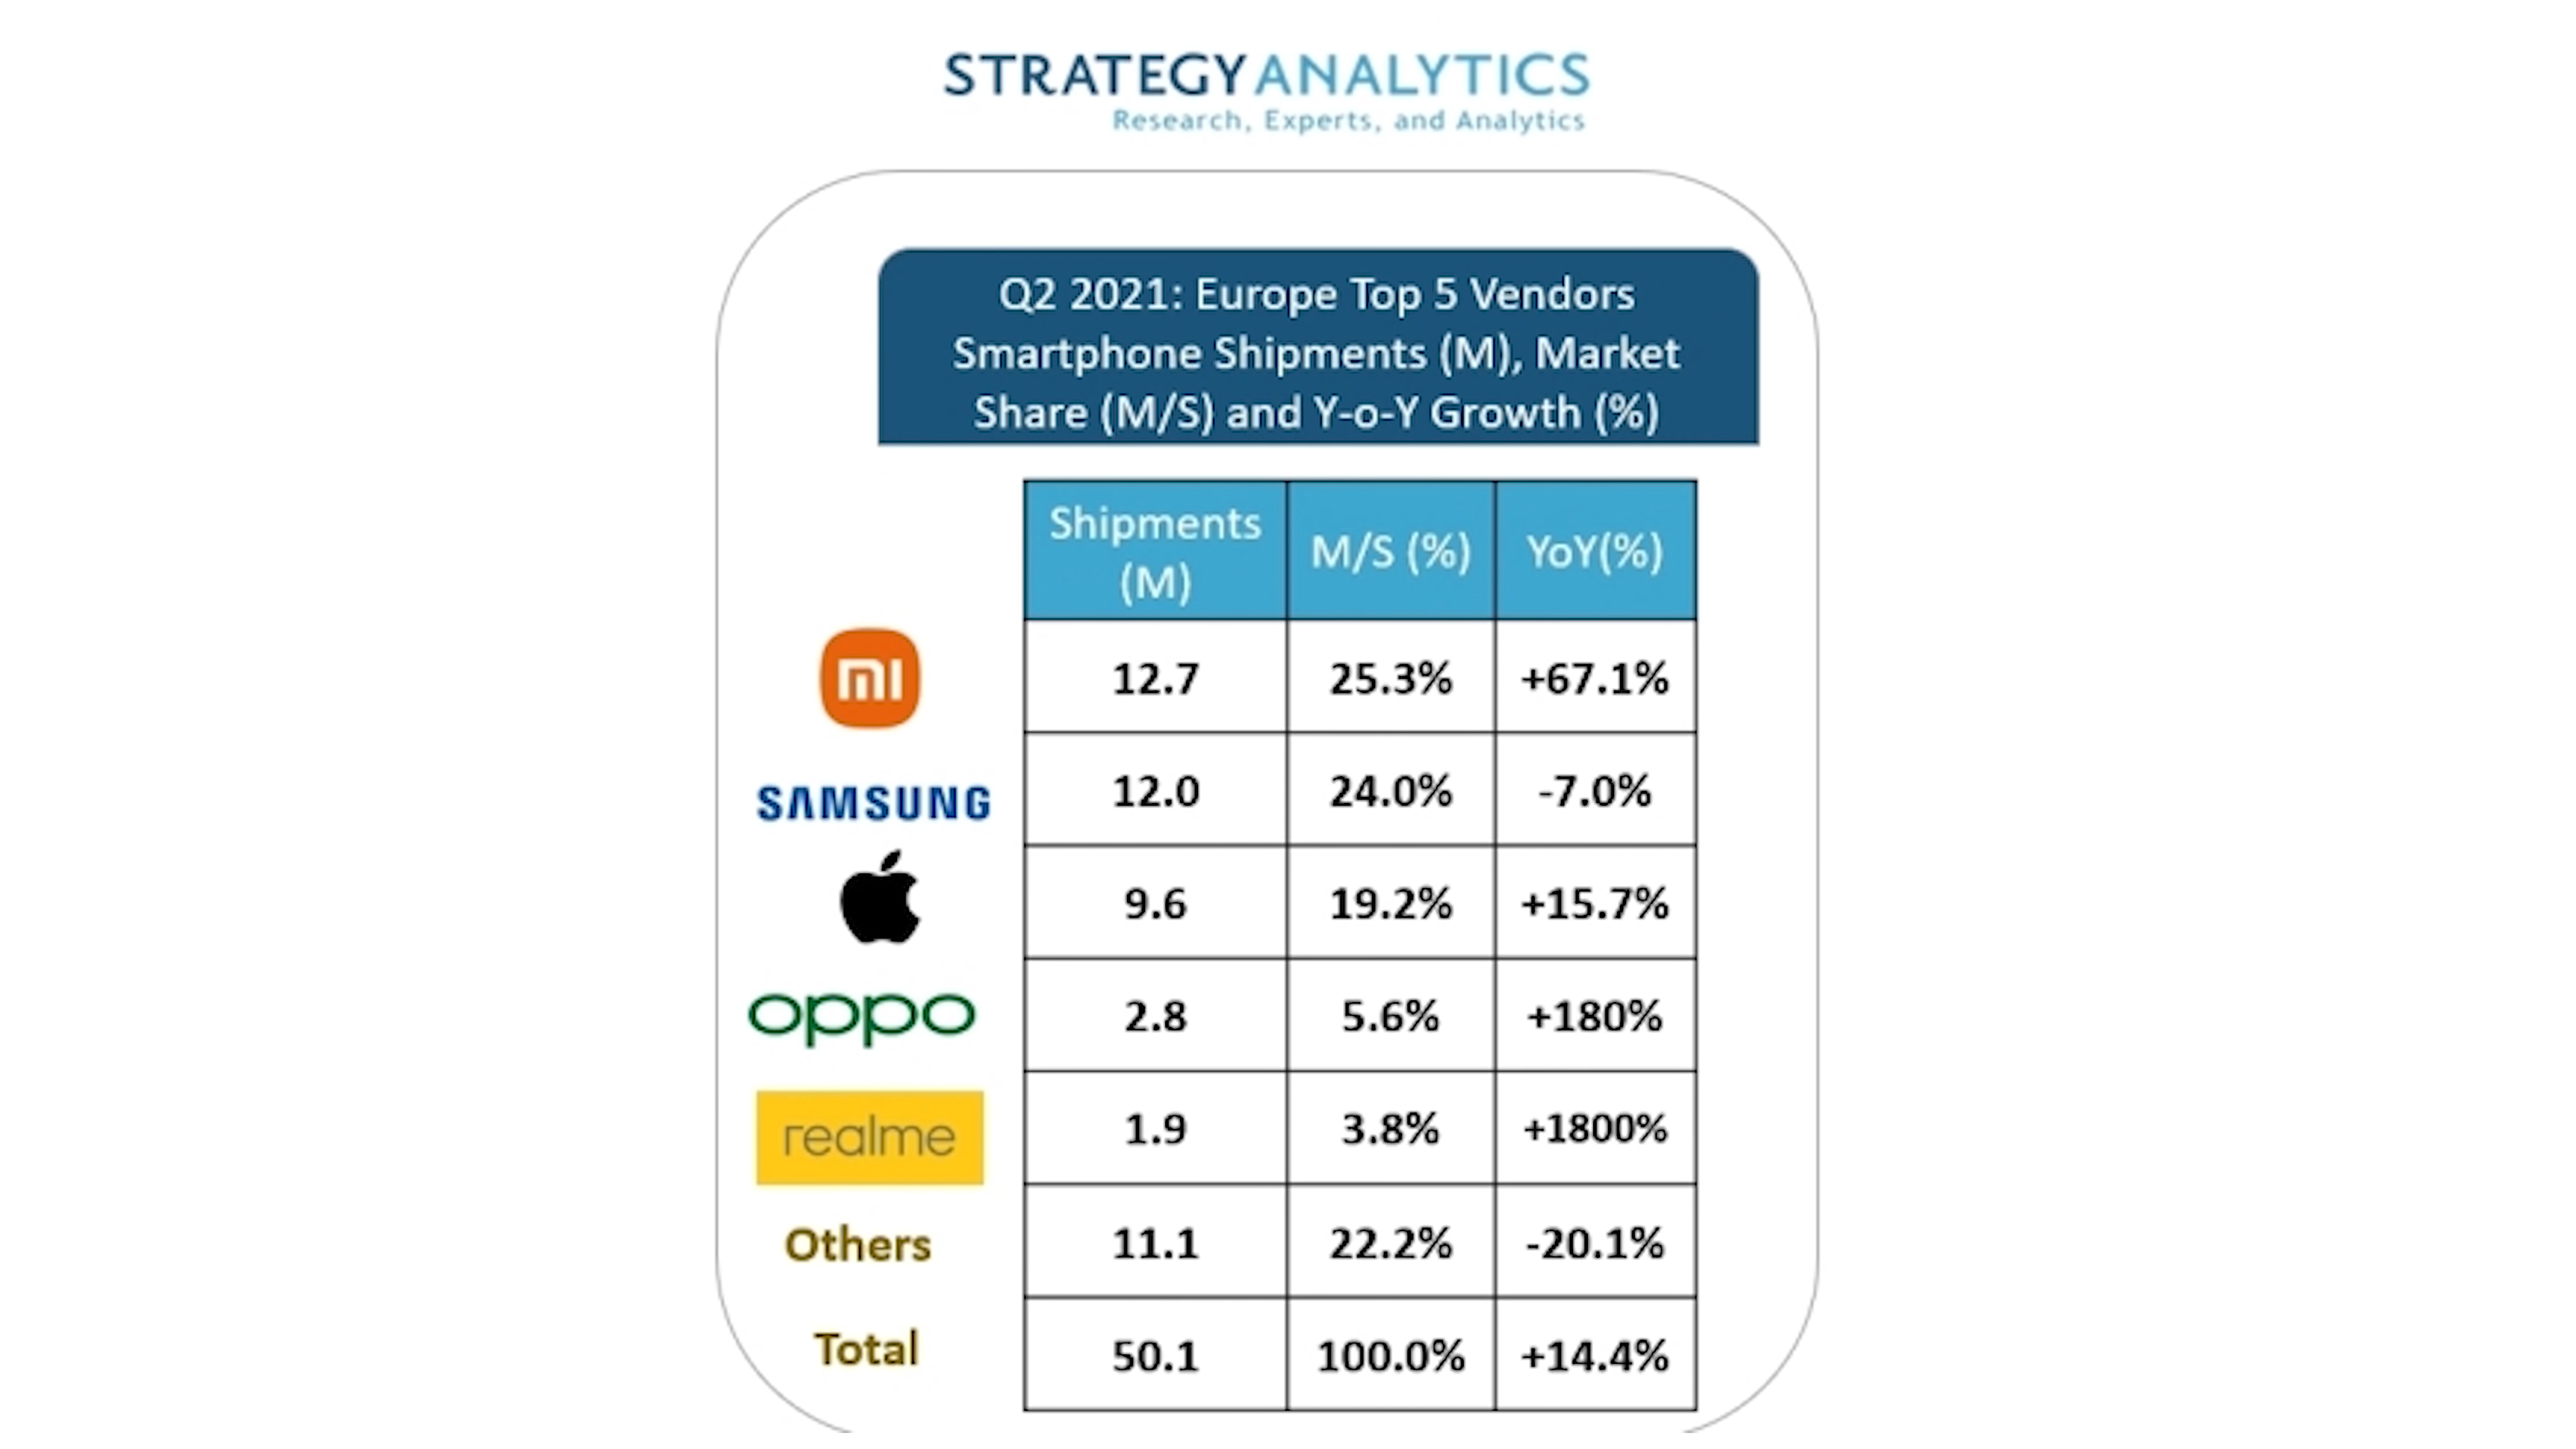 STRATEGYANALYTICS
Research, Experts, and Analytics
Q2 2021: Europe Top 5 Vendors
Smartphone Shipments (M), Market
Share (M/S) and Y-o-Y Growth (%)
Shipments
(M)
M/S (%)
YoY(%)
mi
12.7
25.3%
+67.1%
SAMSUNG
12.0
24.0%
-7.0%
9.6
19.2%
+15.7%
oppo
2.8
5.6%
+180%
realme
1.9
3.8%
+1800%
Others
11.1
22.2%
-20.1%
Total
50.1
100.0%
+14.4%